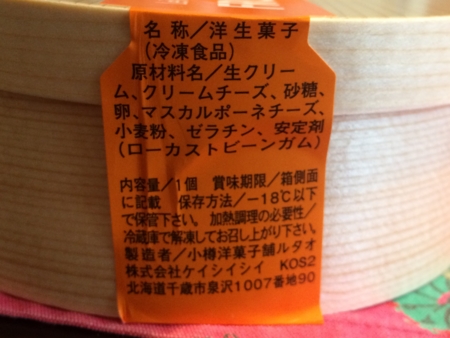 名称／洋生菓子
（冷凍食品）
原材料名／生クリー
ム、クリームチーズ、砂糖、
卵、マスカルポーネチーズ、
小麦粉、ゼラチン、安定剤
（ローカストビーンガム）
内容量／1個　賞味期限／箱側面
に記載　保存方法／－18℃以下
で保管下さい。加熱調理の必要性／
冷蔵庫で解凍してお召し上がり下さい。
製造者／小樽洋菓子舗ルタオ
株式会社ケイシイシイ　KOS2
北海道千歳市泉沢1007番地90